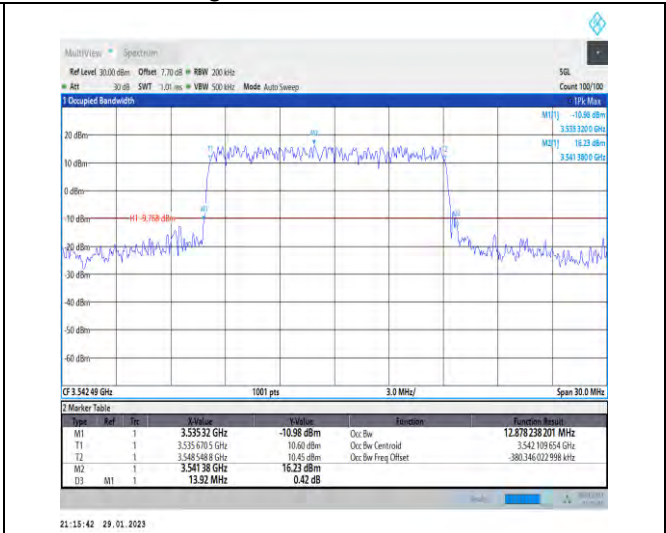 MultiView Spectrum
Ref Level 30.00 dBm Offset 7.70 dB RBW 200 kHz SGL
Att 30 dB SWT 1.01 ms VBW 500 kHz Mode Auto Sweep Count 100/100
1 Occupied Bandwidth 1Pk Max
M1[1] -10.98 dBm
3.535 320 0 GHz
M2[1] 16.23 dBm
3.541 380 0 GHz
20 dBm
10 dBm
0 dBm
-10 dBm
H1 -9.768 dBm
-20 dBm
-30 dBm
-40 dBm
-50 dBm
-60 dBm
M2
T1
T2
M1
CF 3.542 49 GHz 1001 pts 3.0 MHz/ Span 30.0 MHz
2 Marker Table
Type Ref Trc X-Value Y-Value Function Function Result
M1 1 3.535 32 GHz -10.98 dBm Occ Bw 12.878 238 201 MHz
T1 1 3.535 670 5 GHz 10.60 dBm Occ Bw Centroid 3.542 109 654 GHz
T2 1 3.548 548 8 GHz 10.45 dBm Occ Bw Freq Offset -380.346 022 998 kHz
M2 1 3.541 38 GHz 16.23 dBm
D3 M1 1 13.92 MHz 0.42 dB
21:15:42 29.01.2023